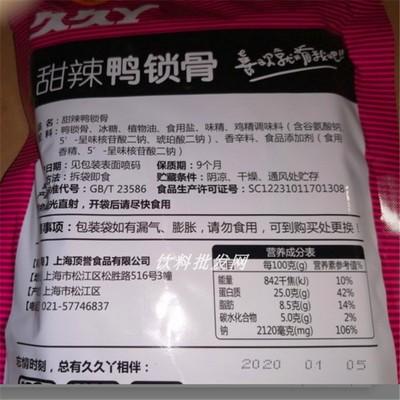 久久丫
甜辣鸭锁骨
喜欢就啃我吧!!
名称：甜辣鸭锁骨
料：鸭锁骨、冰糖、植物油、食用盐、味精、鸡精调味料（含谷氨酸钠、
5'-呈味核苷酸二钠、琥珀酸二钠）、香辛料、食品添加剂（食用
香精、5'-呈味核苷酸二钠）
日期：见包装表面喷码 保质期：9个月
方法：拆袋即食 贮藏条件：阴凉、干燥、通风处贮存
标准代号：GB/T 23586 食品生产许可证号：SC12231011701308
光直射，开袋后请尽快食用
事项：包装袋如有漏气、膨胀，请勿食用，可到购买处更换！
上海顶誉食品有限公司
上海市松江区松胜路516号3幢
上海市松江区
021-57746837
饮料批发网
营养成分表
每100克(g) 营养素参考值%
能量 842千焦(kJ) 10%
蛋白质 25.0克(g) 42%
脂肪 8.5克(g) 14%
碳水化合物 5.0克(g) 2%
钠 2120毫克(mg) 106%
2020 01 05
忘情时刻，总有久久丫相伴：